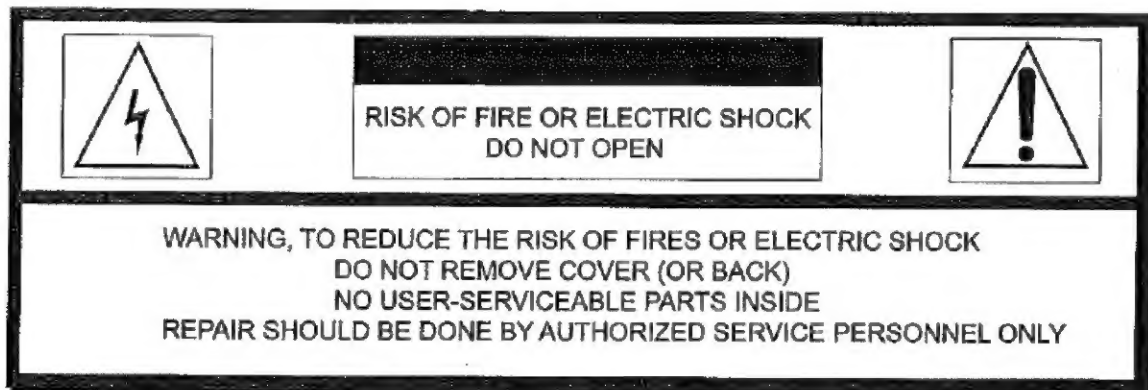 RISK OF FIRE OR ELECTRIC SHOCK
DO NOT OPEN
WARNING, TO REDUCE THE RISK OF FIRES OR ELECTRIC SHOCK
DO NOT REMOVE COVER (OR BACK)
NO USER-SERVICEABLE PARTS INSIDE
REPAIR SHOULD BE DONE BY AUTHORIZED SERVICE PERSONNEL ONLY